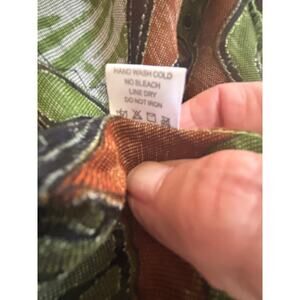 HAND WASH COLD
NO BLEACH
LINE DRY
DO NOT IRON